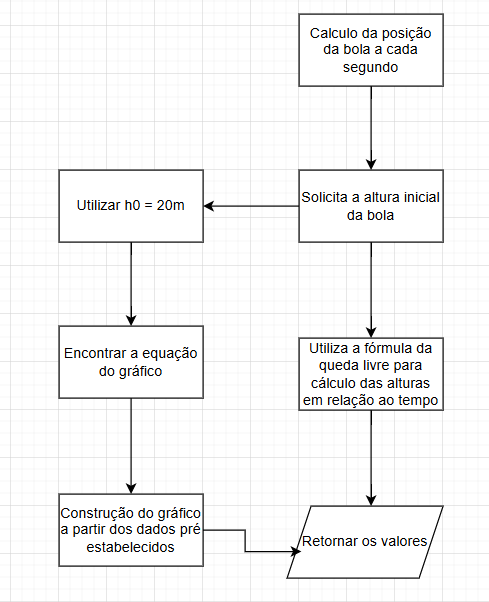 Calculo da posição
da bola a cada
segundo
Utilizar h0 = 20m
Solicita a altura inicial
da bola
Encontrar a equação
do gráfico
Utiliza a fórmula da
queda livre para
cálculo das alturas
em relação ao tempo
Construção do gráfico
a partir dos dados pré
estabelecidos
Retornar os valores